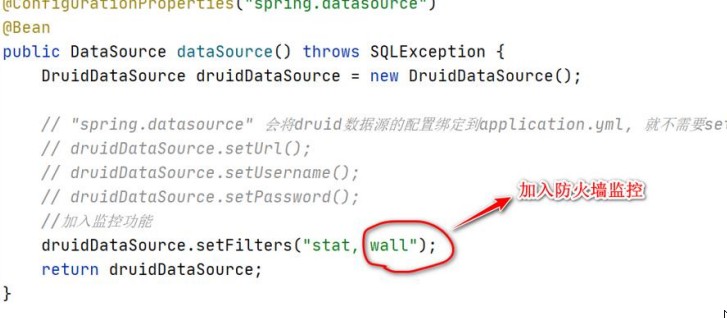 @ConfigurationProperties("spring.datasource")
@Bean
public DataSource dataSource() throws SQLException {
DruidDataSource druidDataSource = new DruidDataSource();
// "spring.datasource" 会将druid数据源的配置绑定到application.yml, 就不需要set
// druidDataSource.setUrl();
// druidDataSource.setUsername();
// druidDataSource.setPassword();
加入防火墙监控
//加入监控功能
druidDataSource.setFilters("stat, wall");
return druidDataSource;
}